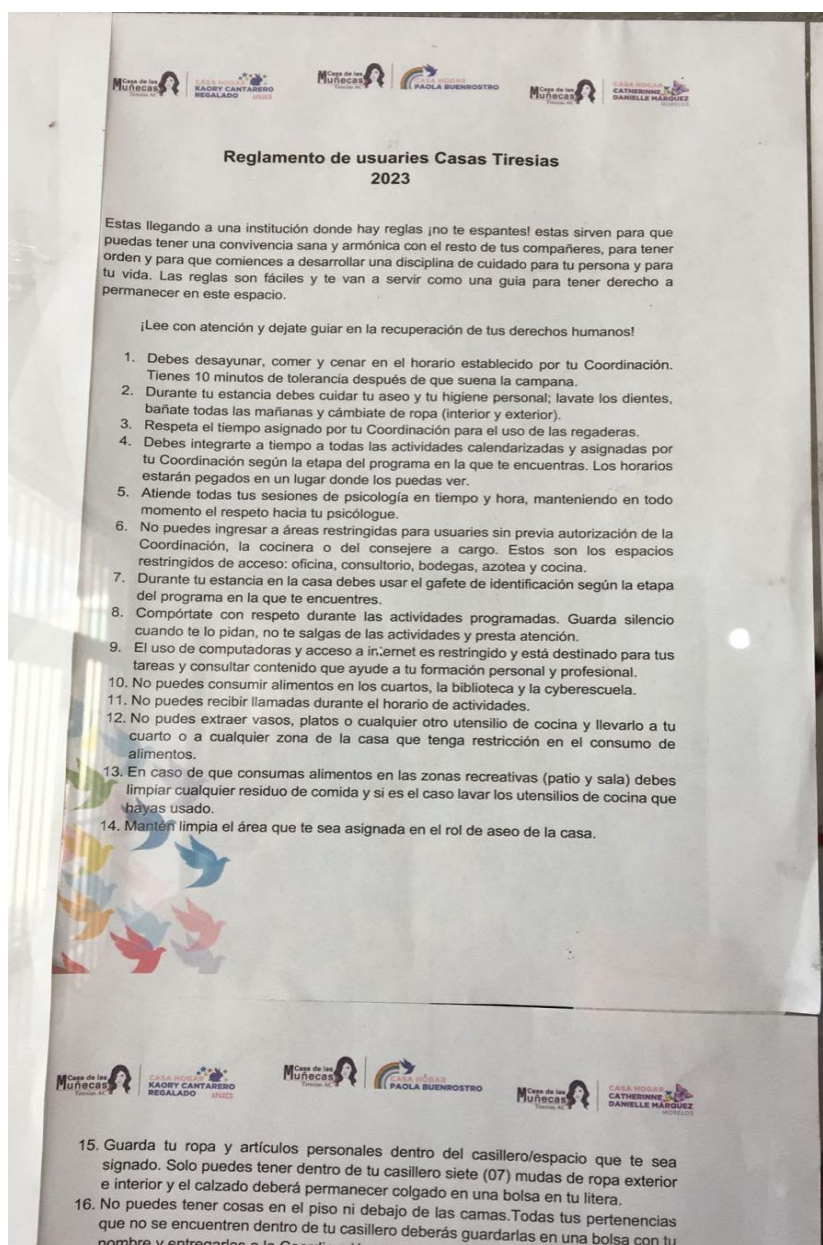 Casa de las
Muñecas
Tiresias AC
CASA HOGAR
KAORY CANTARERO
REGALADO APASCO
Casa de las
Muñecas
Tiresias AC
CASA HOGAR
PAOLA BUENROSTRO
Casa de las
Muñecas
Tiresias AC
CASA HOGAR
CATHERINNE
DANIELLE MÁRQUEZ
MORELOS
Reglamento de usuaries Casas Tiresias
2023
Estas llegando a una institución donde hay reglas ¡no te espantes! estas sirven para que
puedas tener una convivencia sana y armónica con el resto de tus compañeres, para tener
orden y para que comiences a desarrollar una disciplina de cuidado para tu persona y para
tu vida. Las reglas son fáciles y te van a servir como una guia para tener derecho a
permanecer en este espacio.
¡Lee con atención y dejate guiar en la recuperación de tus derechos humanos!
1. Debes desayunar, comer y cenar en el horario establecido por tu Coordinación.
Tienes 10 minutos de tolerancia después de que suena la campana.
2. Durante tu estancia debes cuidar tu aseo y tu higiene personal; lavate los dientes,
bañate todas las mañanas y cámbiate de ropa (interior y exterior).
3. Respeta el tiempo asignado por tu Coordinación para el uso de las regaderas.
4. Debes integrarte a tiempo a todas las actividades calendarizadas y asignadas por
tu Coordinación según la etapa del programa en la que te encuentras. Los horarios
estarán pegados en un lugar donde los puedas ver.
5. Atiende todas tus sesiones de psicología en tiempo y hora, manteniendo en todo
momento el respeto hacia tu psicólogue.
6. No puedes ingresar a áreas restringidas para usuaries sin previa autorización de la
Coordinación, la cocinera o del consejere a cargo. Estos son los espacios
restringidos de acceso: oficina, consultorio, bodegas, azotea y cocina.
7. Durante tu estancia en la casa debes usar el gafete de identificación según la etapa
del programa en la que te encuentres.
8. Compórtate con respeto durante las actividades programadas. Guarda silencio
cuando te lo pidan, no te salgas de las actividades y presta atención.
9. El uso de computadoras y acceso a internet es restringido y está destinado para tus
tareas y consultar contenido que ayude a tu formación personal y profesional.
10. No puedes consumir alimentos en los cuartos, la biblioteca y la cyberescuela.
11. No puedes recibir llamadas durante el horario de actividades.
12. No pudes extraer vasos, platos o cualquier otro utensilio de cocina y llevarlo a tu
cuarto o a cualquier zona de la casa que tenga restricción en el consumo de
alimentos.
13. En caso de que consumas alimentos en las zonas recreativas (patio y sala) debes
limpiar cualquier residuo de comida y si es el caso lavar los utensilios de cocina que
hayas usado.
14. Mantén limpia el área que te sea asignada en el rol de aseo de la casa.
Casa de las
Muñecas
Tiresias AC
CASA HOGAR
KAORY CANTARERO
REGALADO APASCO
Casa de las
Muñecas
Tiresias AC
CASA HOGAR
PAOLA BUENROSTRO
Casa de las
Muñecas
Tiresias AC
CASA HOGAR
CATHERINNE
DANIELLE MÁRQUEZ
MORELOS
15. Guarda tu ropa y artículos personales dentro del casillero/espacio que te sea
signado. Solo puedes tener dentro de tu casillero siete (07) mudas de ropa exterior
e interior y el calzado deberá permanecer colgado en una bolsa en tu litera.
16. No puedes tener cosas en el piso ni debajo de las camas.Todas tus pertenencias
que no se encuentren dentro de tu casillero deberás guardarlas en una bolsa con tu
nombre y entregarlas a la